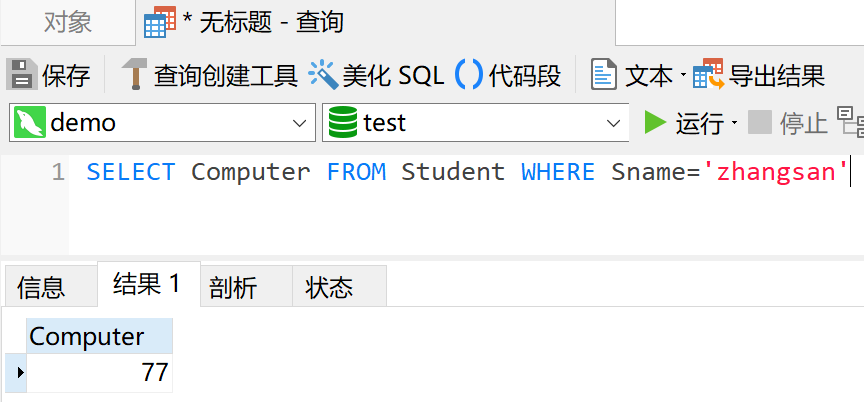 对象 * 无标题 - 查询
保存 查询创建工具 美化 SQL 代码段 文本 导出结果
demo test 运行 停止
1 SELECT Computer FROM Student WHERE Sname='zhangsan'
信息 结果 1 剖析 状态
Computer
77